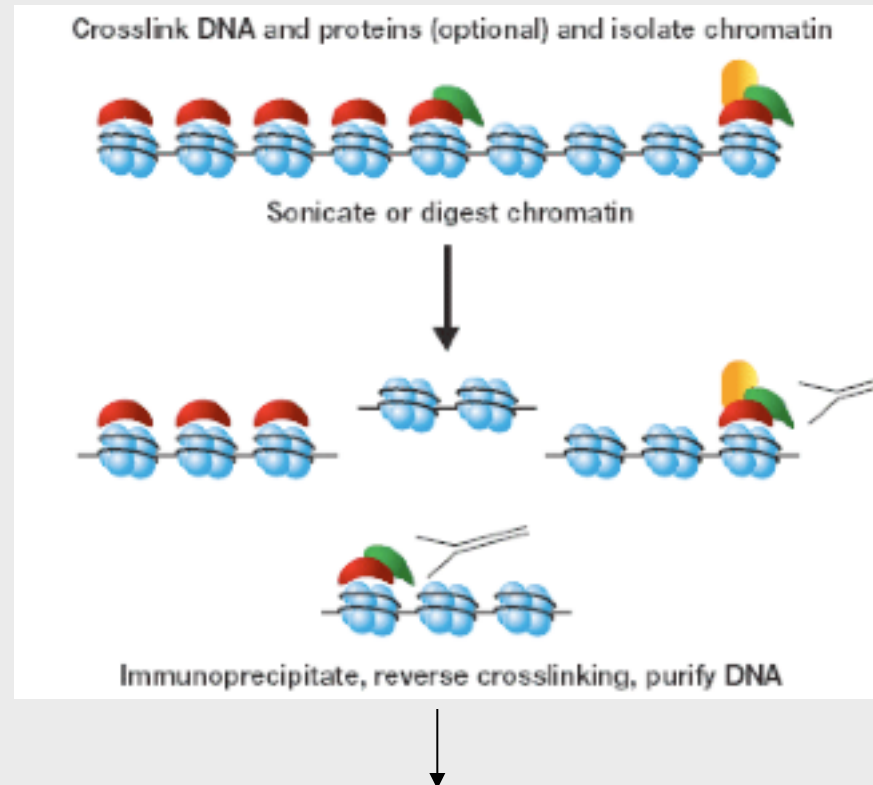 Crosslink DNA and proteins (optional) and isolate chromatin
Sonicate or digest chromatin
Immunoprecipitate, reverse crosslinking, purify DNA